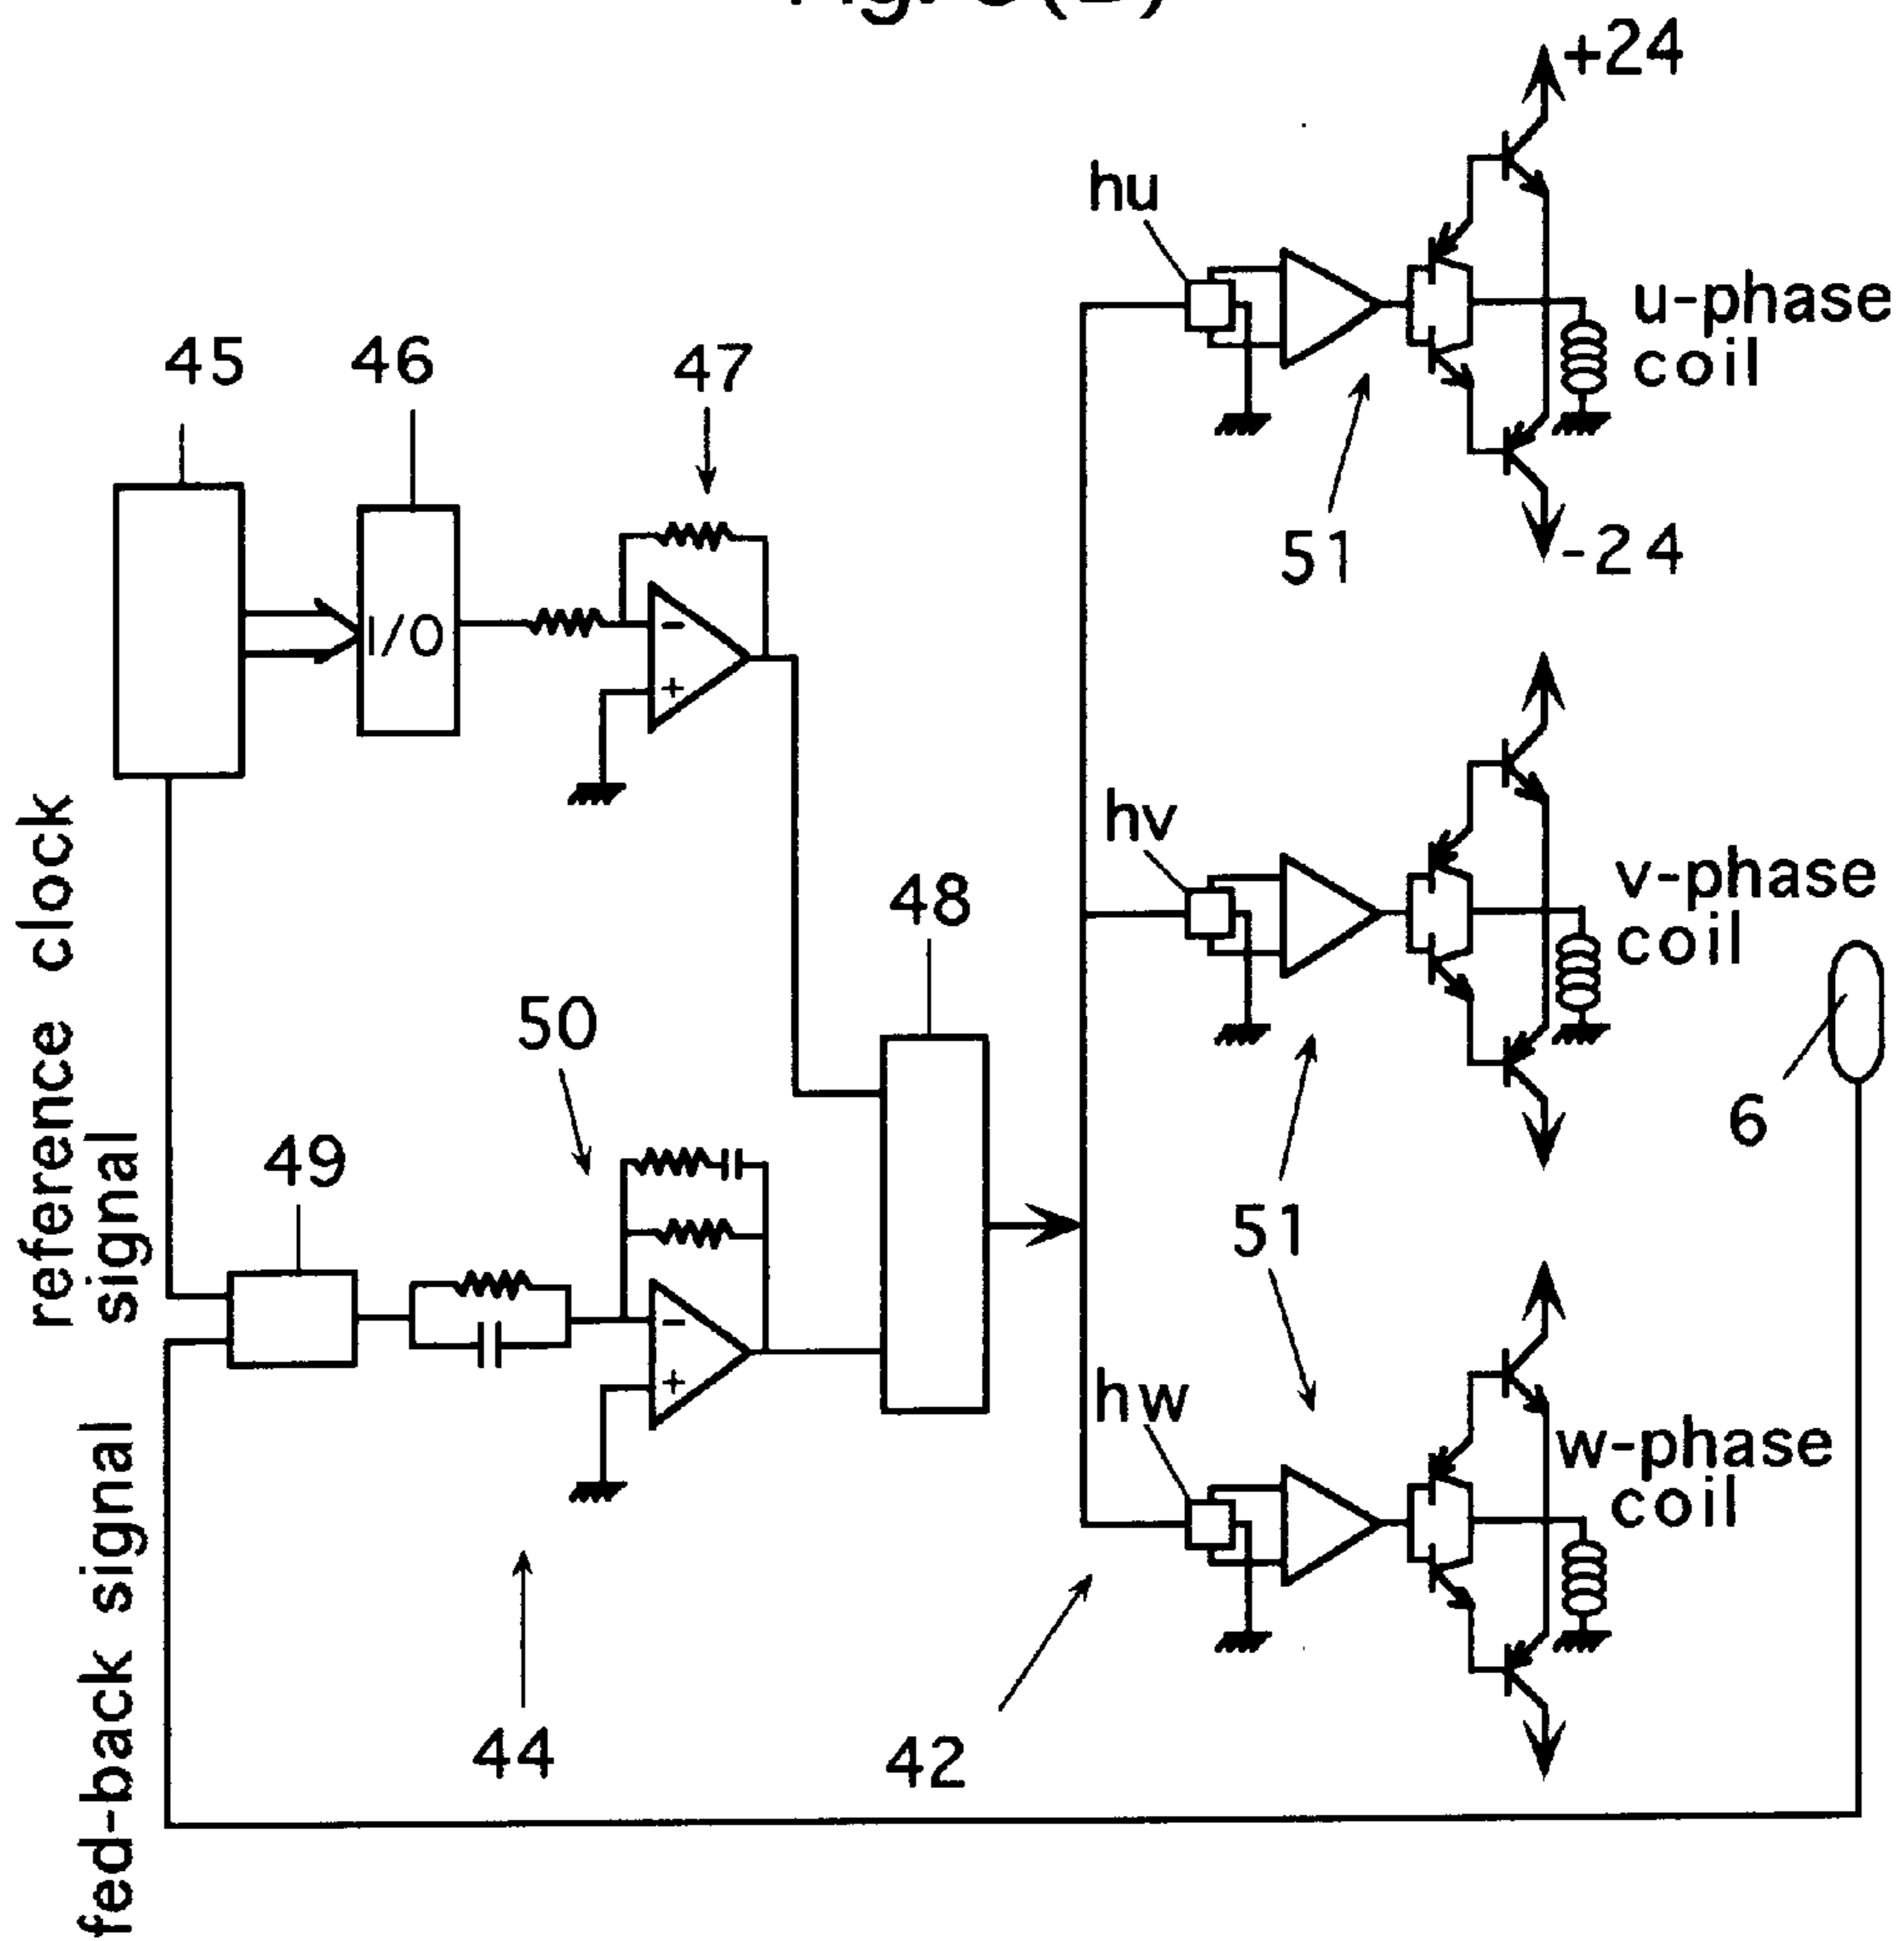 +24
hu
u-phase
coil
45
46
47
51
-24
I/O
-
+
hv
v-phase
coil
reference clock
signal
48
50
6
49
51
-
+
hw
w-phase
coil
fed-back signal
44
42